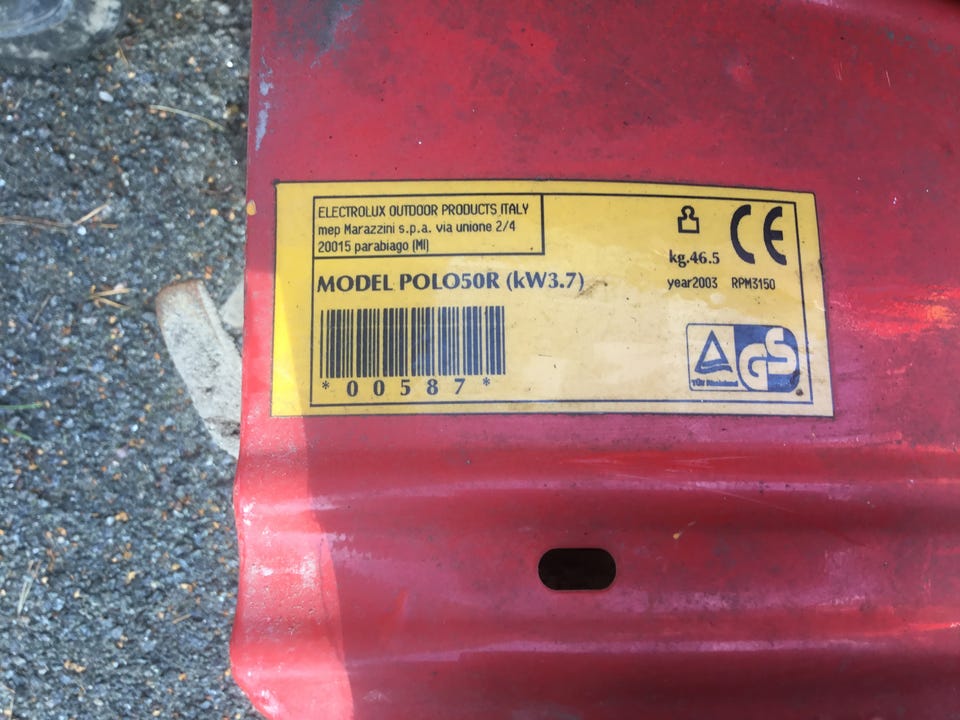 ELECTROLUX OUTDOOR PRODUCTS ITALY
mep Marazzini s.p.a. via unione 2/4
20015 parabiago (MI)
kg.46.5
CE
MODEL POLO50R (kW3.7)
year2003 RPM3150
*00587*
TÜV Rheinland
GS